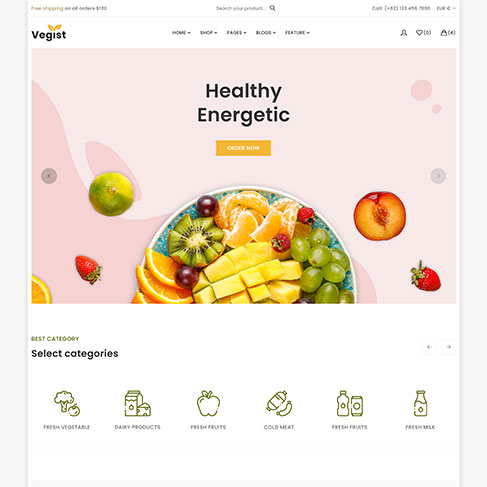 Free shipping on all orders $120
Search your product...
Call: (+62) 123 456 7890 EUR €
Vegist
HOME SHOP PAGES BLOGS FEATURE
(0) (4)
Healthy
Energetic
ORDER NOW
BEST CATEGORY
Select categories
FRESH VEGETABLE DAIRY PRODUCTS FRESH FRUITS COLD MEAT FRESH FRUITS FRESH MILK